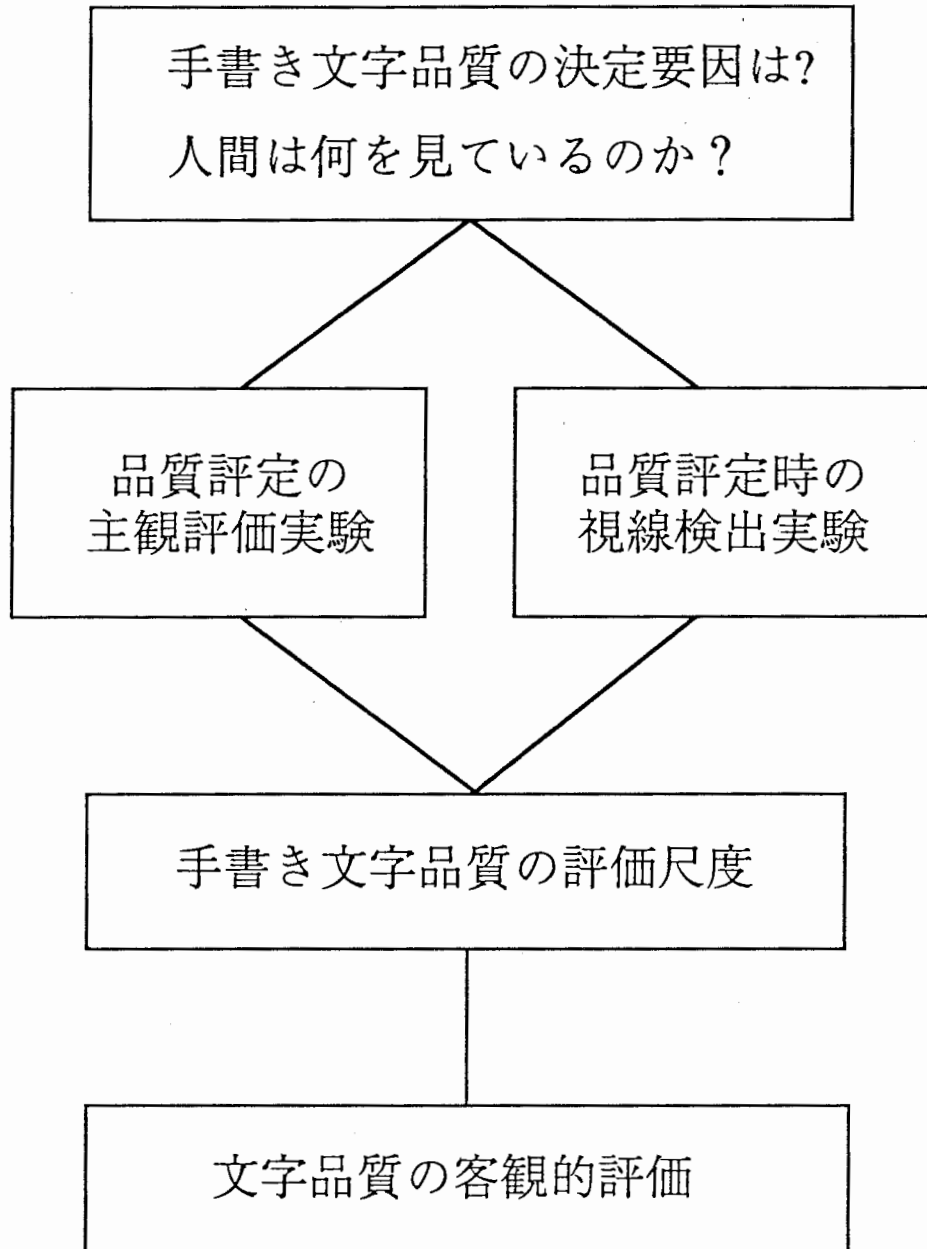 手書き文字品質の決定要因は?
人間は何を見ているのか？
品質評定の
主観評価実験
品質評定時の
視線検出実験
手書き文字品質の評価尺度
文字品質の客観的評価